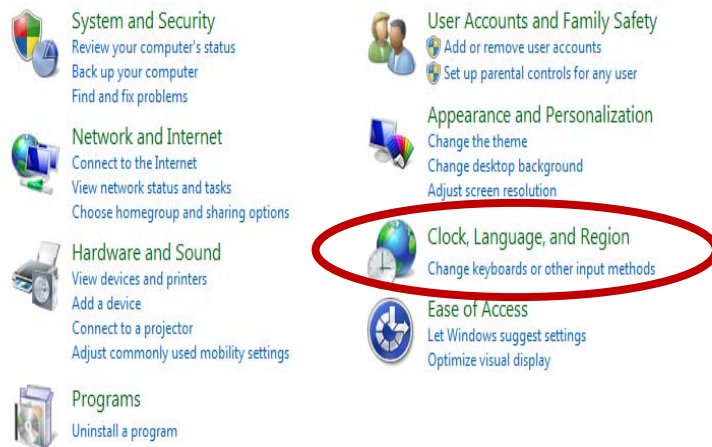 System and Security
Review your computer's status
Back up your computer
Find and fix problems
Network and Internet
Connect to the Internet
View network status and tasks
Choose homegroup and sharing options
Hardware and Sound
View devices and printers
Add a device
Connect to a projector
Adjust commonly used mobility settings
Programs
Uninstall a program
User Accounts and Family Safety
Add or remove user accounts
Set up parental controls for any user
Appearance and Personalization
Change the theme
Change desktop background
Adjust screen resolution
Clock, Language, and Region
Change keyboards or other input methods
Ease of Access
Let Windows suggest settings
Optimize visual display